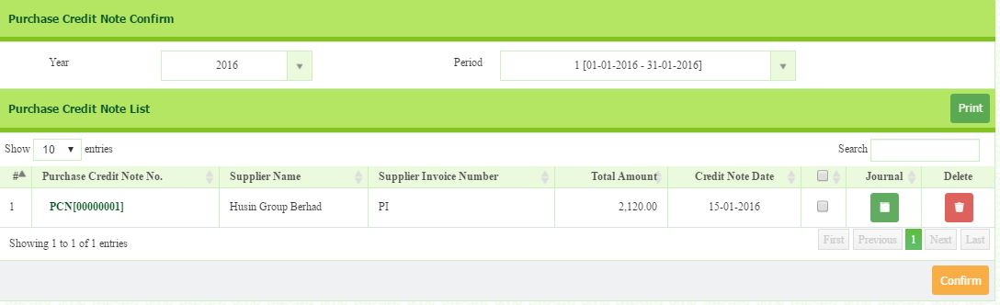 Purchase Credit Note Confirm
Year 2016 Period 1 [01-01-2016 - 31-01-2016]
Purchase Credit Note List Print
Show 10 entries Search
# Purchase Credit Note No. Supplier Name Supplier Invoice Number Total Amount Credit Note Date Journal Delete
1 PCN[00000001] Husin Group Berhad PI 2,120.00 15-01-2016
Showing 1 to 1 of 1 entries First Previous 1 Next Last
Confirm